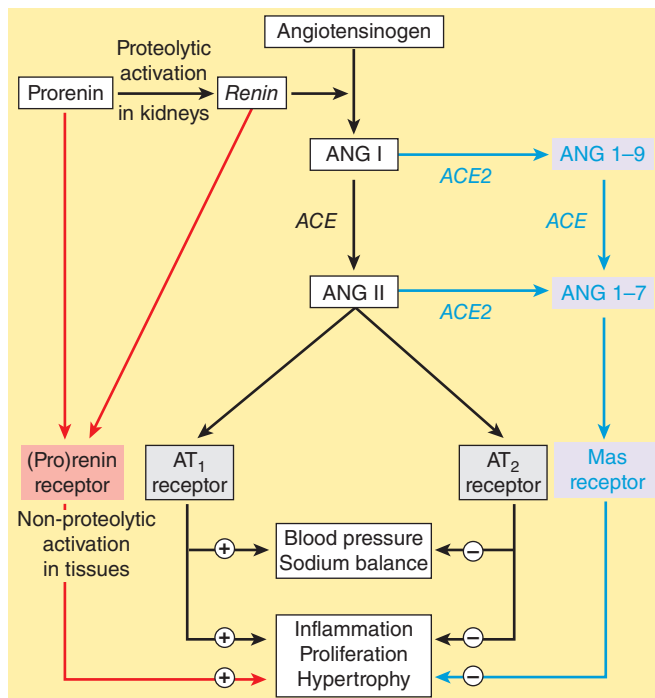 Angiotensinogen
Proteolytic
activation
in kidneys
Prorenin
Renin
ANG I
ACE2
ANG 1–9
ACE
ACE
ANG II
ACE2
ANG 1–7
(Pro)renin
receptor
AT1
receptor
AT2
receptor
Mas
receptor
Non-proteolytic
activation
in tissues
+
Blood pressure
Sodium balance
−
+
Inflammation
Proliferation
Hypertrophy
−
+
−